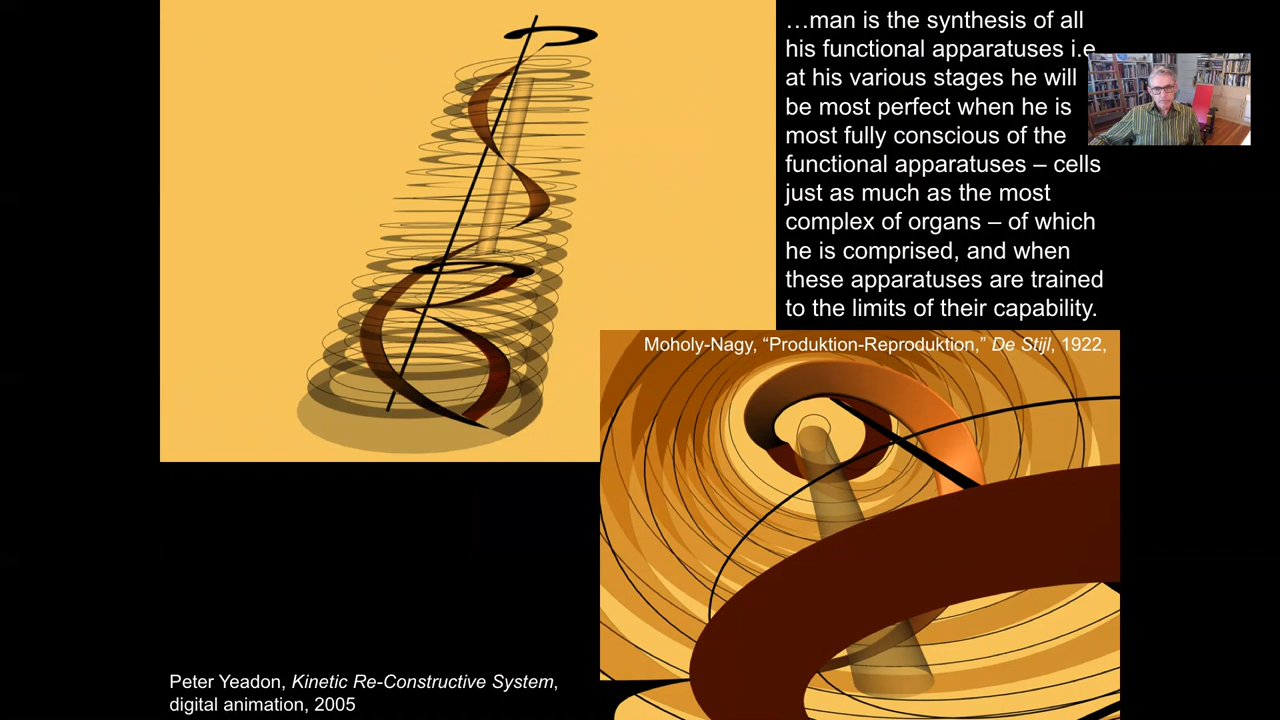 …man is the synthesis of all
his functional apparatuses i.e
at his various stages he will
be most perfect when he is
most fully conscious of the
functional apparatuses – cells
just as much as the most
complex of organs – of which
he is comprised, and when
these apparatuses are trained
to the limits of their capability.
Moholy-Nagy, “Produktion-Reproduktion,” De Stijl, 1922,
Peter Yeadon, Kinetic Re-Constructive System,
digital animation, 2005